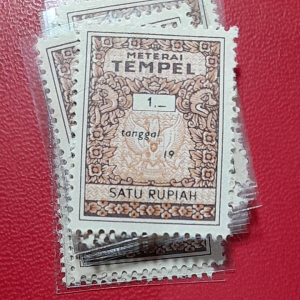 METERAI
TEMPEL
1.—
tanggal
19
SATU RUPIAH